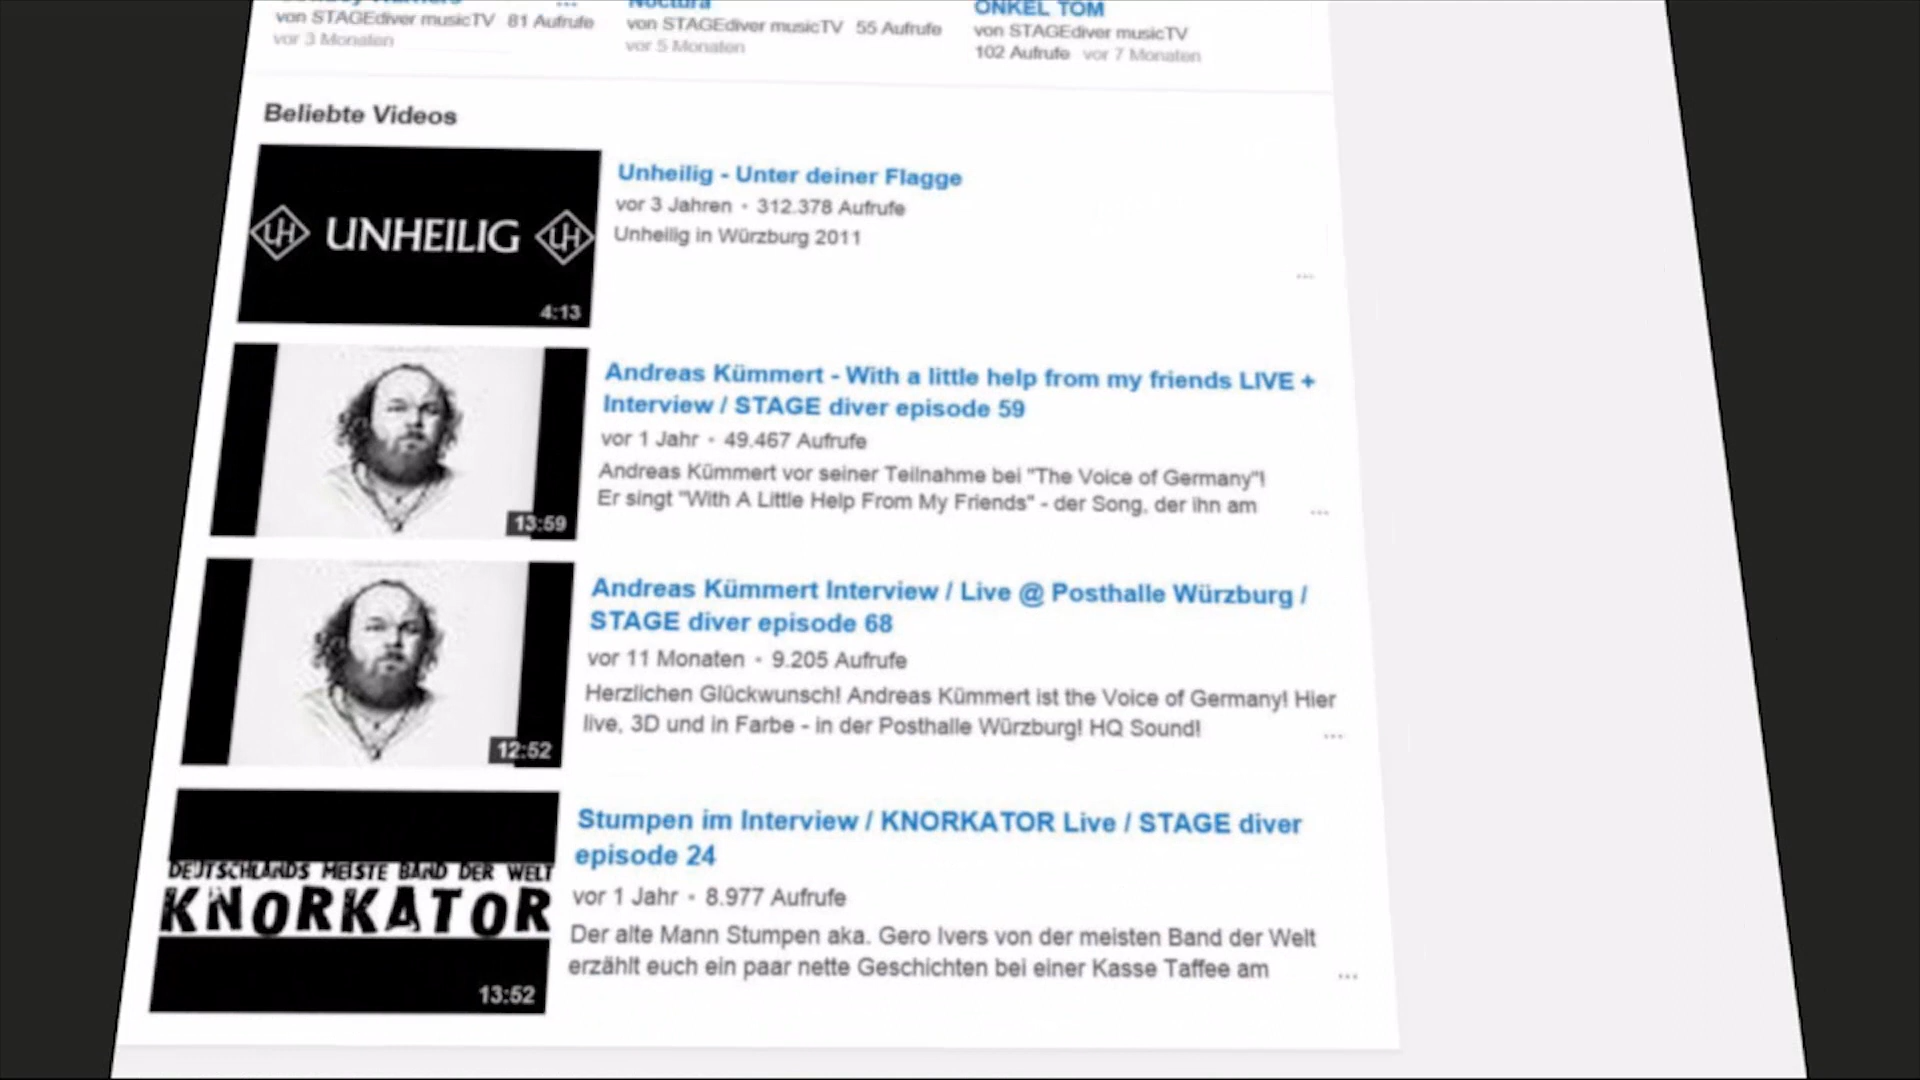 ...
Noctura
ONKEL TOM
von STAGEdiver musicTV 81 Aufrufe
von STAGEdiver musicTV 55 Aufrufe
von STAGEdiver musicTV
vor 3 Monaten
vor 5 Monaten
102 Aufrufe vor 7 Monaten
Beliebte Videos
UH UNHEILIG UH
4:13
Unheilig - Unter deiner Flagge
vor 3 Jahren • 312.378 Aufrufe
Unheilig in Würzburg 2011
...
13:59
Andreas Kümmert - With a little help from my friends LIVE +
Interview / STAGE diver episode 59
vor 1 Jahr • 49.467 Aufrufe
Andreas Kümmert vor seiner Teilnahme bei "The Voice of Germany"!
Er singt "With A Little Help From My Friends" - der Song, der ihn am
...
12:52
Andreas Kümmert Interview / Live @ Posthalle Würzburg /
STAGE diver episode 68
vor 11 Monaten • 9.205 Aufrufe
Herzlichen Glückwunsch! Andreas Kümmert ist the Voice of Germany! Hier
live, 3D und in Farbe - in der Posthalle Würzburg! HQ Sound!
...
DEUTSCHLANDS MEISTE BAND DER WELT
KNORKATOR
13:52
Stumpen im Interview / KNORKATOR Live / STAGE diver
episode 24
vor 1 Jahr • 8.977 Aufrufe
Der alte Mann Stumpen aka. Gero Ivers von der meisten Band der Welt
erzählt euch ein paar nette Geschichten bei einer Kasse Taffee am
...